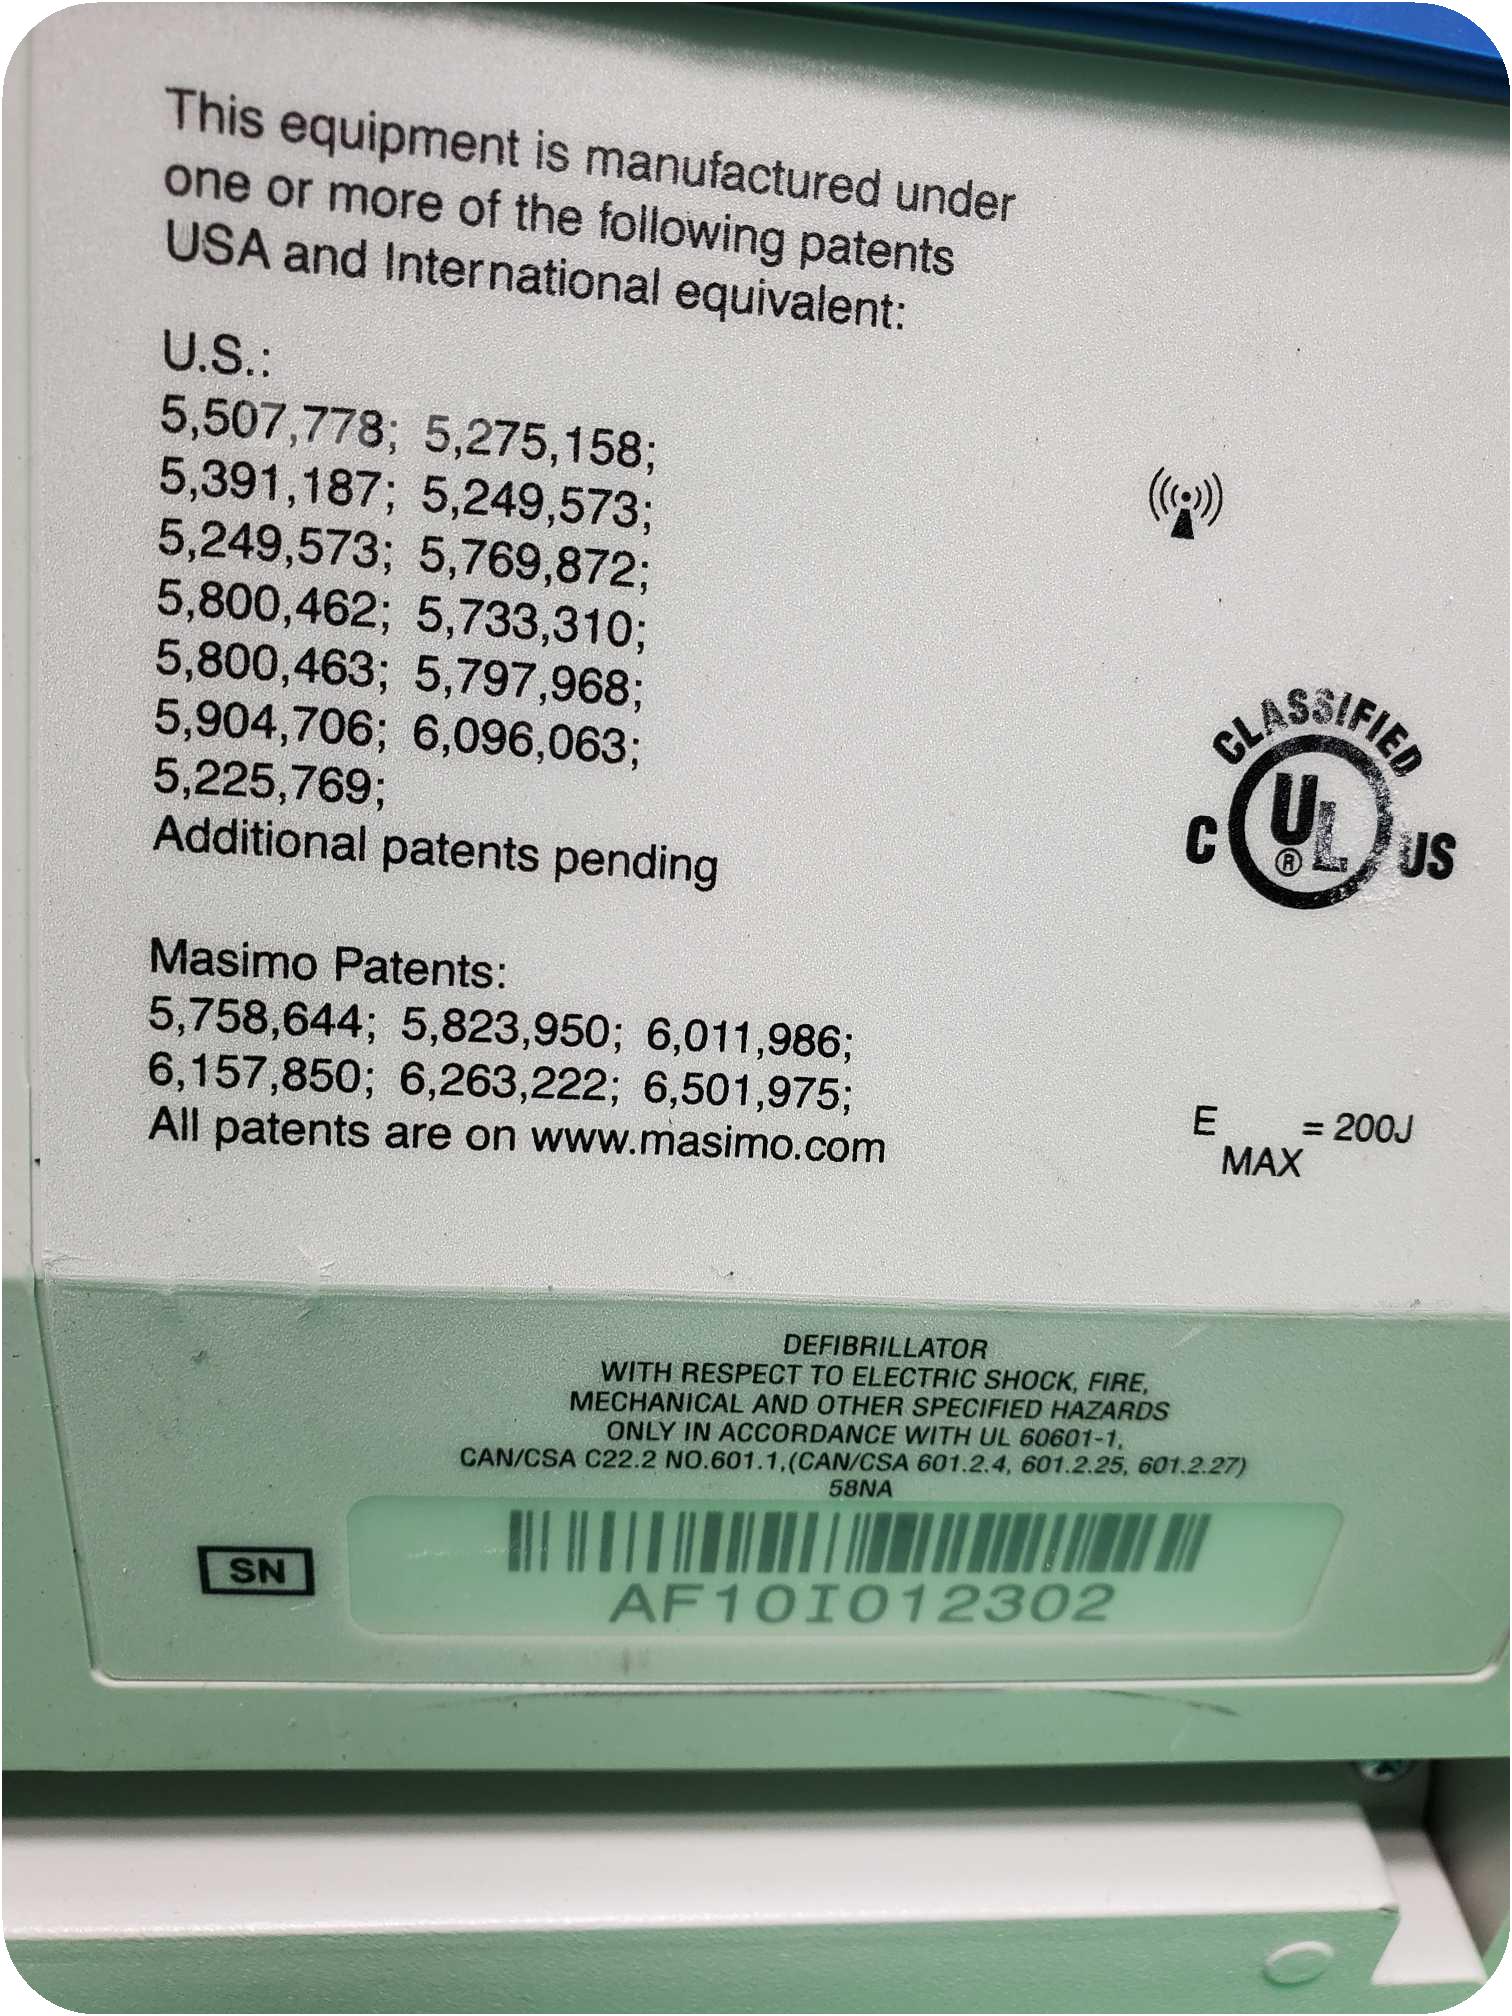 This equipment is manufactured under
one or more of the following patents
USA and International equivalent:
U.S.:
5,507,778; 5,275,158;
5,391,187; 5,249,573;
5,249,573; 5,769,872;
5,800,462; 5,733,310;
5,800,463; 5,797,968;
5,904,706; 6,096,063;
5,225,769;
Additional patents pending
CLASSIFIED
C UL® US
Masimo Patents:
5,758,644; 5,823,950; 6,011,986;
6,157,850; 6,263,222; 6,501,975;
All patents are on www.masimo.com
E MAX = 200J
DEFIBRILLATOR
WITH RESPECT TO ELECTRIC SHOCK, FIRE,
MECHANICAL AND OTHER SPECIFIED HAZARDS
ONLY IN ACCORDANCE WITH UL 60601-1,
CAN/CSA C22.2 NO.601.1,(CAN/CSA 601.2.4, 601.2.25, 601.2.27)
58NA
SN
AF10I012302